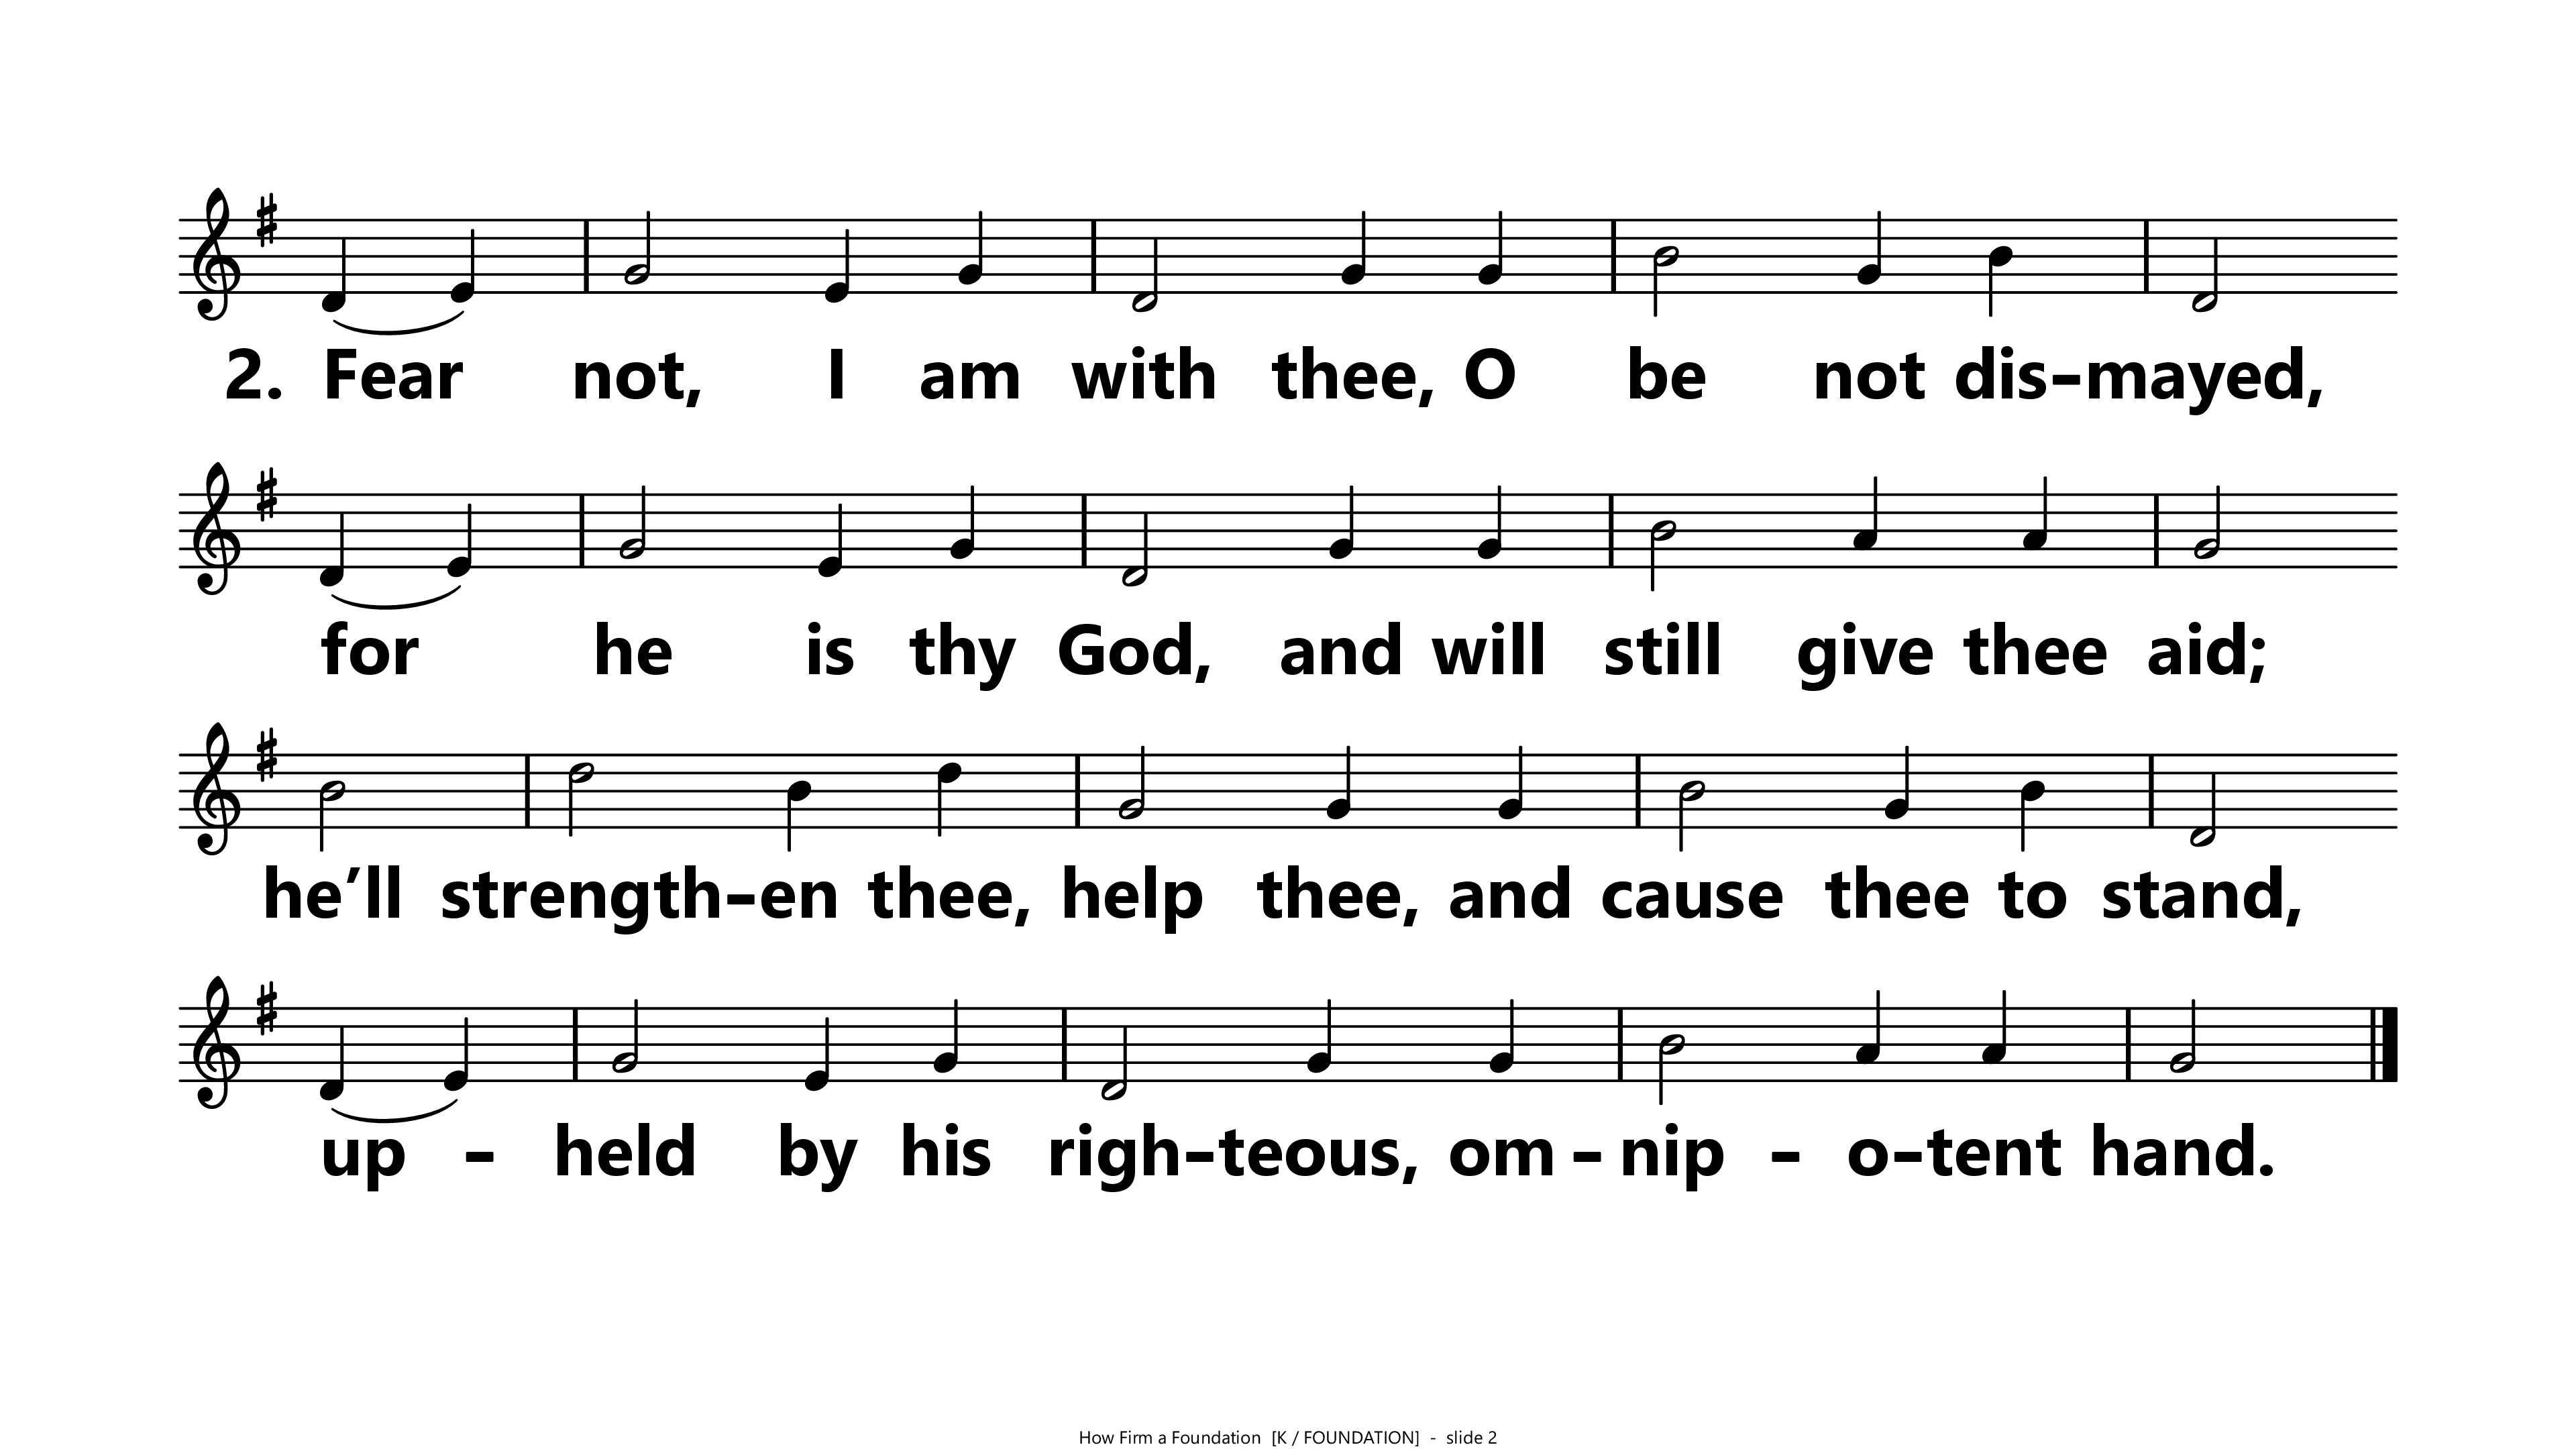 2. Fear not, I am with thee, O be not dis-mayed,
for he is thy God, and will still give thee aid;
he’ll strength-en thee, help thee, and cause thee to stand,
up - held by his righ-teous, om - nip - o-tent hand.
How Firm a Foundation [K / FOUNDATION] - slide 2